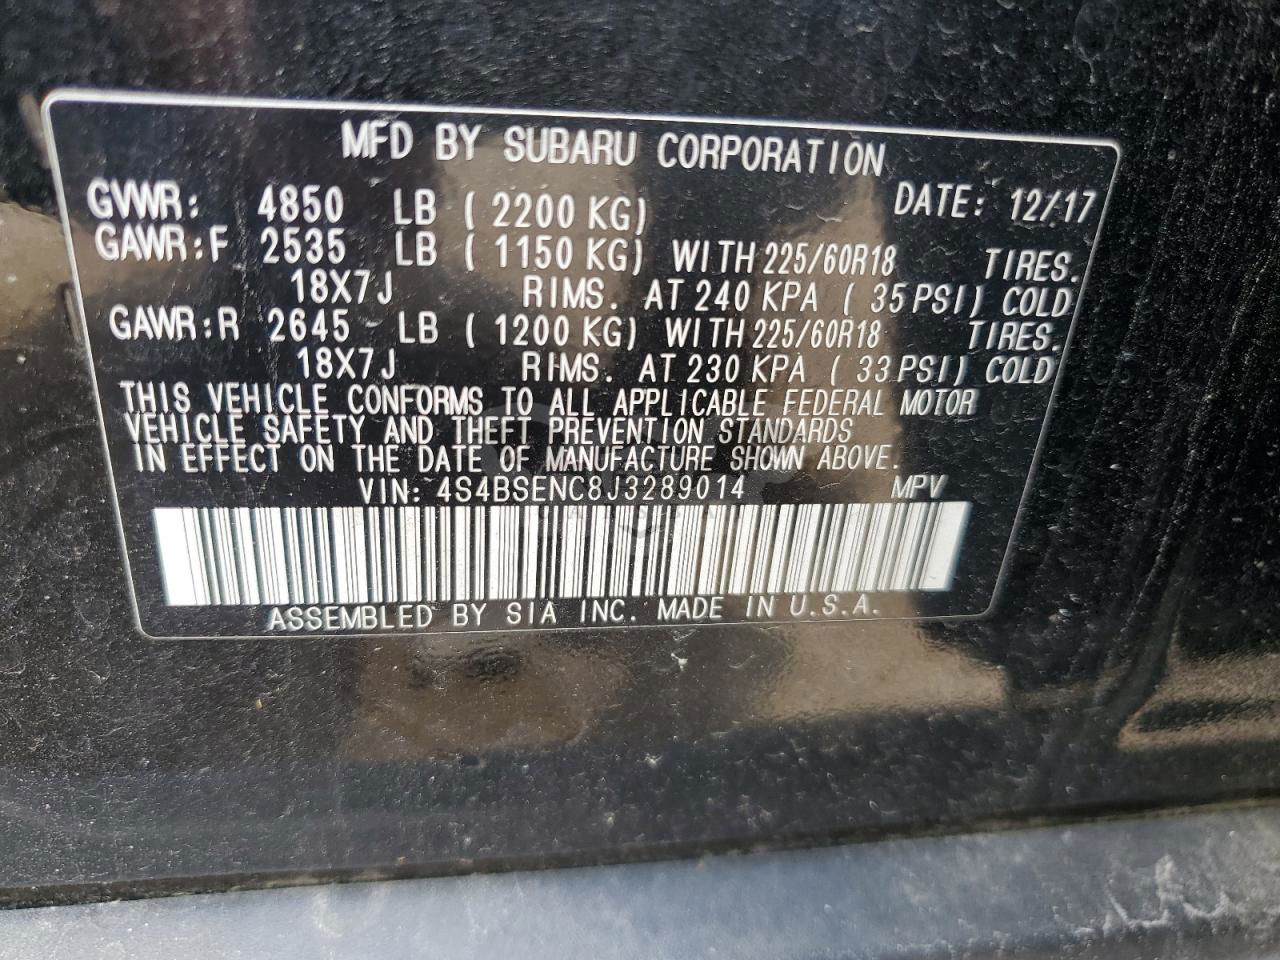 MFD BY SUBARU CORPORATION
GVWR: 4850 LB ( 2200 KG) DATE: 12/17
GAWR:F 2535 LB ( 1150 KG) WITH 225/60R18 TIRES.
18X7J RIMS. AT 240 KPA ( 35 PSI) COLD
GAWR:R 2645 LB ( 1200 KG) WITH 225/60R18 TIRES.
18X7J RIMS. AT 230 KPA ( 33 PSI) COLD
THIS VEHICLE CONFORMS TO ALL APPLICABLE FEDERAL MOTOR
VEHICLE SAFETY AND THEFT PREVENTION STANDARDS
IN EFFECT ON THE DATE OF MANUFACTURE SHOWN ABOVE.
VIN: 4S4BSENC8J3289014 MPV
ASSEMBLED BY SIA INC. MADE IN U.S.A.